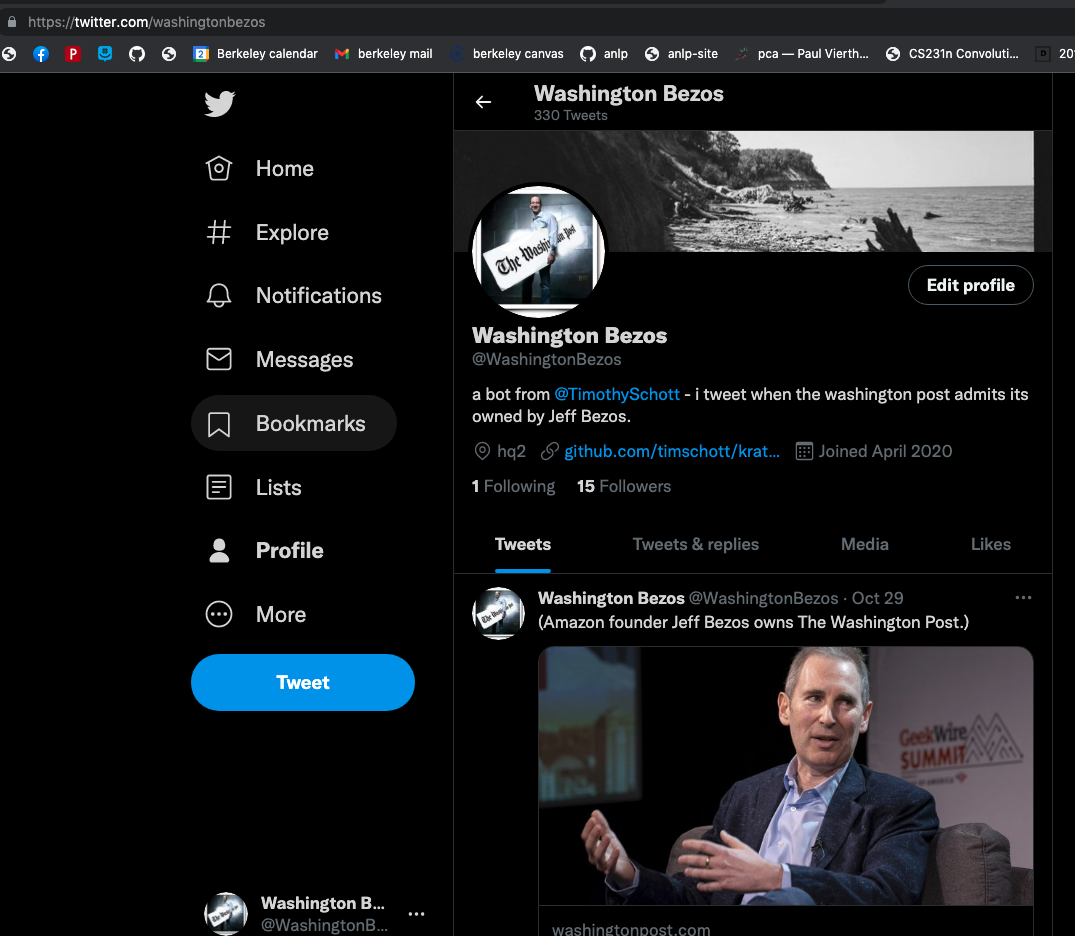 https://twitter.com/washingtonbezos
Berkeley calendar
berkeley mail
berkeley canvas
anlp
anlp-site
pca — Paul Vierth...
CS231n Convoluti...
Washington Bezos
330 Tweets
Home
Explore
Notifications
Messages
Bookmarks
Lists
Profile
More
Tweet
Washington B...
@WashingtonB...
The Washington Post
Edit profile
Washington Bezos
@WashingtonBezos
a bot from @TimothySchott - i tweet when the washington post admits its
owned by Jeff Bezos.
hq2 github.com/timschott/krat... Joined April 2020
1 Following 15 Followers
Tweets Tweets & replies Media Likes
Washington Bezos @WashingtonBezos · Oct 29
(Amazon founder Jeff Bezos owns The Washington Post.)
GeekWire
SUMMIT
washingtonpost.com